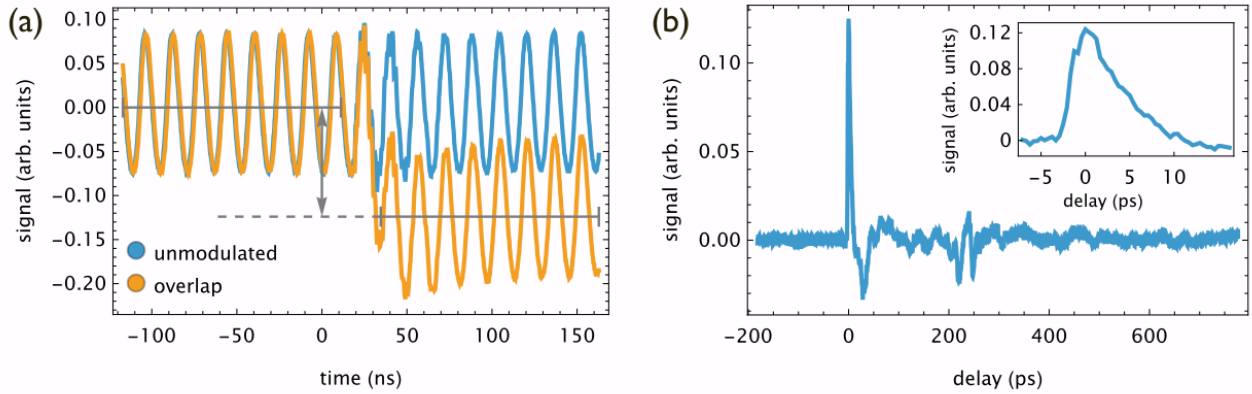 (a)
signal (arb. units)
0.10
0.05
0.00
−0.05
−0.10
−0.15
−0.20
unmodulated
overlap
−100
−50
0
50
100
150
time (ns)
(b)
signal (arb. units)
0.10
0.05
0.00
−200
0
200
400
600
delay (ps)
signal (arb. units)
0.12
0.04
0
−5
0
5
10
delay (ps)